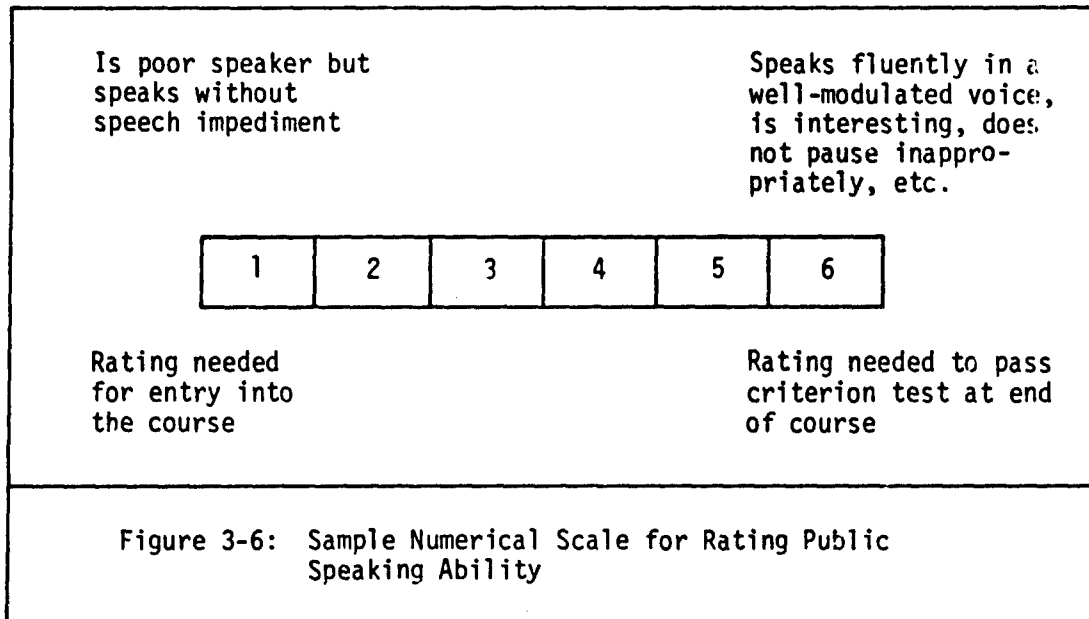 Is poor speaker but
speaks without
speech impediment
Speaks fluently in a
well-modulated voice,
is interesting, does
not pause inappro-
priately, etc.
1 2 3 4 5 6
Rating needed
for entry into
the course
Rating needed to pass
criterion test at end
of course
Figure 3-6: Sample Numerical Scale for Rating Public
Speaking Ability